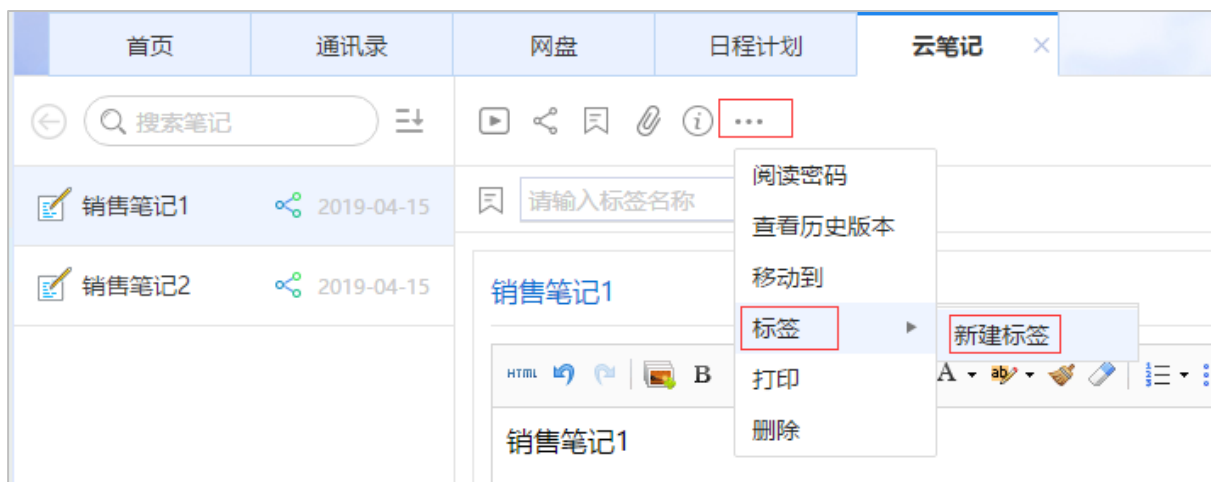 首页 通讯录 网盘 日程计划 云笔记
搜索笔记
销售笔记1 2019-04-15
销售笔记2 2019-04-15
请输入标签名称
销售笔记1
HTML B A ab
销售笔记1
阅读密码
查看历史版本
移动到
标签
新建标签
打印
删除